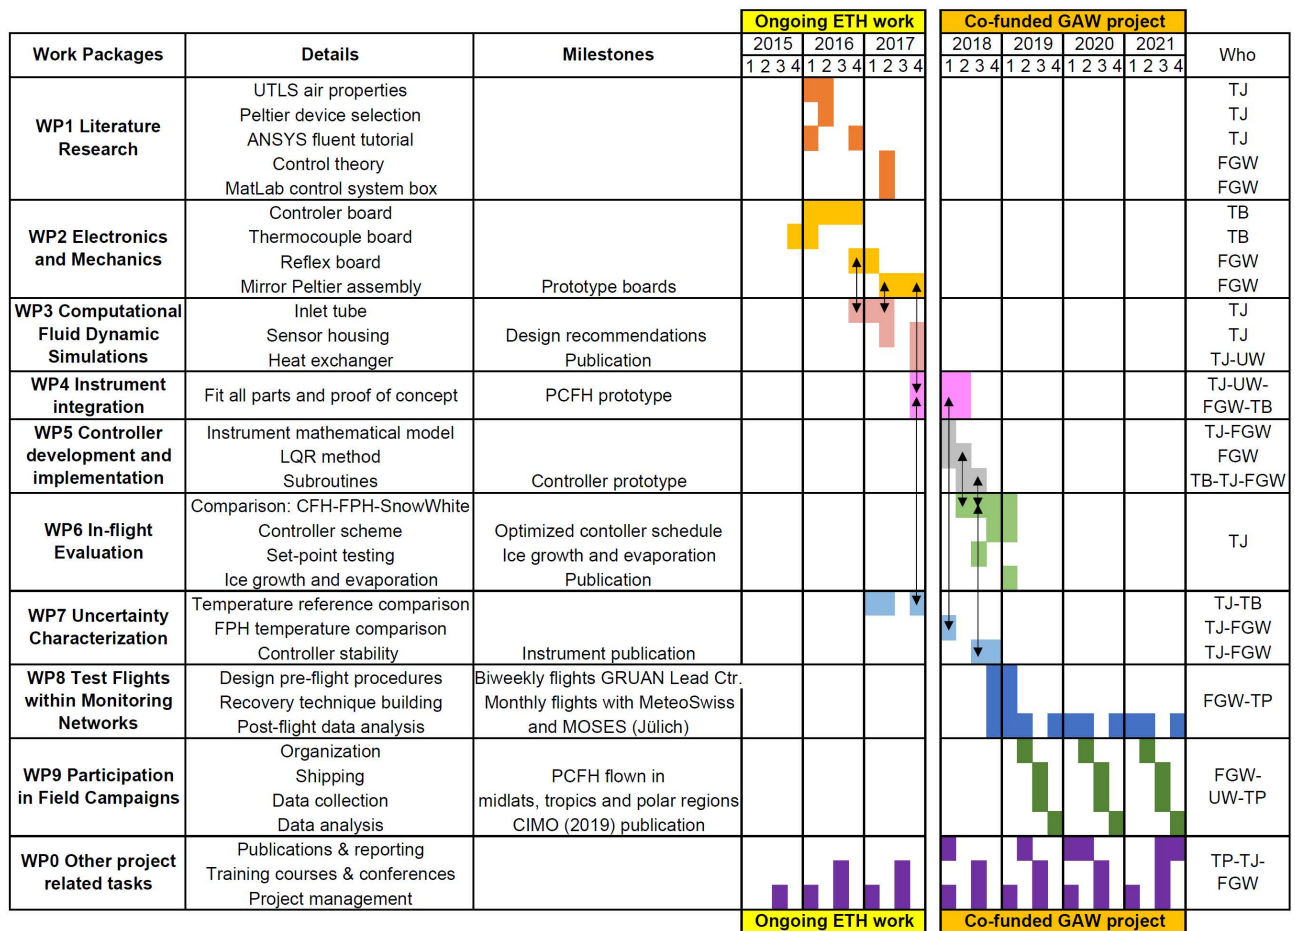 Ongoing ETH work Co-funded GAW project
Work Packages Details Milestones 2015 2016 2017 2018 2019 2020 2021 Who
1 2 3 4 1 2 3 4 1 2 3 4 1 2 3 4 1 2 3 4 1 2 3 4 1 2 3 4
WP1 Literature
Research
UTLS air properties TJ
Peltier device selection TJ
ANSYS fluent tutorial TJ
Control theory FGW
MatLab control system box FGW
WP2 Electronics
and Mechanics
Controler board TB
Thermocouple board TB
Reflex board FGW
Mirror Peltier assembly Prototype boards FGW
WP3 Computational
Fluid Dynamic
Simulations
Inlet tube TJ
Sensor housing Design recommendations TJ
Heat exchanger Publication TJ-UW
WP4 Instrument
integration
Fit all parts and proof of concept PCFH prototype
TJ-UW-
FGW-TB
WP5 Controller
development and
implementation
Instrument mathematical model TJ-FGW
LQR method FGW
Subroutines Controller prototype TB-TJ-FGW
WP6 In-flight
Evaluation
Comparison: CFH-FPH-SnowWhite
Controller scheme Optimized contoller schedule
Set-point testing Ice growth and evaporation
Ice growth and evaporation Publication
TJ
WP7 Uncertainty
Characterization
Temperature reference comparison TJ-TB
FPH temperature comparison TJ-FGW
Controller stability Instrument publication TJ-FGW
WP8 Test Flights
within Monitoring
Networks
Design pre-flight procedures Biweekly flights GRUAN Lead Ctr.
Recovery technique building Monthly flights with MeteoSwiss
Post-flight data analysis and MOSES (Jülich)
FGW-TP
WP9 Participation
in Field Campaigns
Organization
Shipping PCFH flown in
Data collection midlats, tropics and polar regions
Data analysis CIMO (2019) publication
FGW-
UW-TP
WP0 Other project
related tasks
Publications & reporting
Training courses & conferences
Project management
TP-TJ-
FGW
Ongoing ETH work Co-funded GAW project